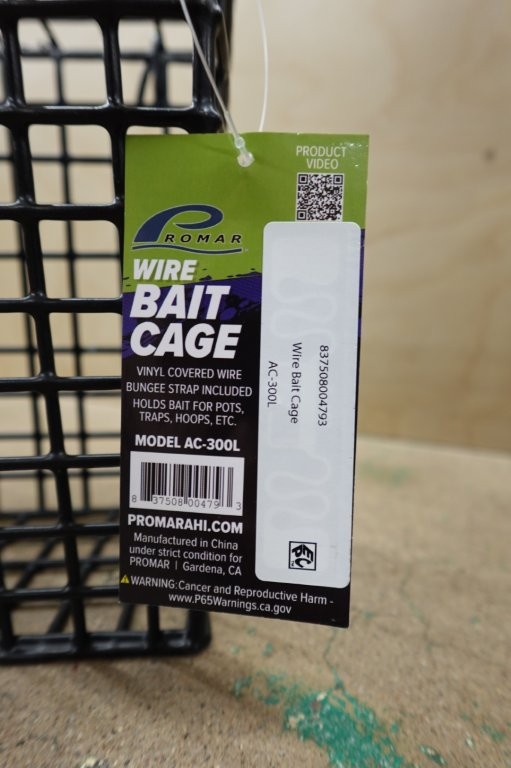 PRODUCT
VIDEO
PROMAR
WIRE
BAIT
CAGE
VINYL COVERED WIRE
BUNGEE STRAP INCLUDED
HOLDS BAIT FOR POTS,
TRAPS, HOOPS, ETC.
MODEL AC-300L
8 37508 00479 3
PROMARAHI.COM
Manufactured in China
under strict condition for
PROMAR | Gardena, CA
WARNING: Cancer and Reproductive Harm -
www.P65Warnings.ca.gov
837508004793
Wire Bait Cage
AC-300L
EPC